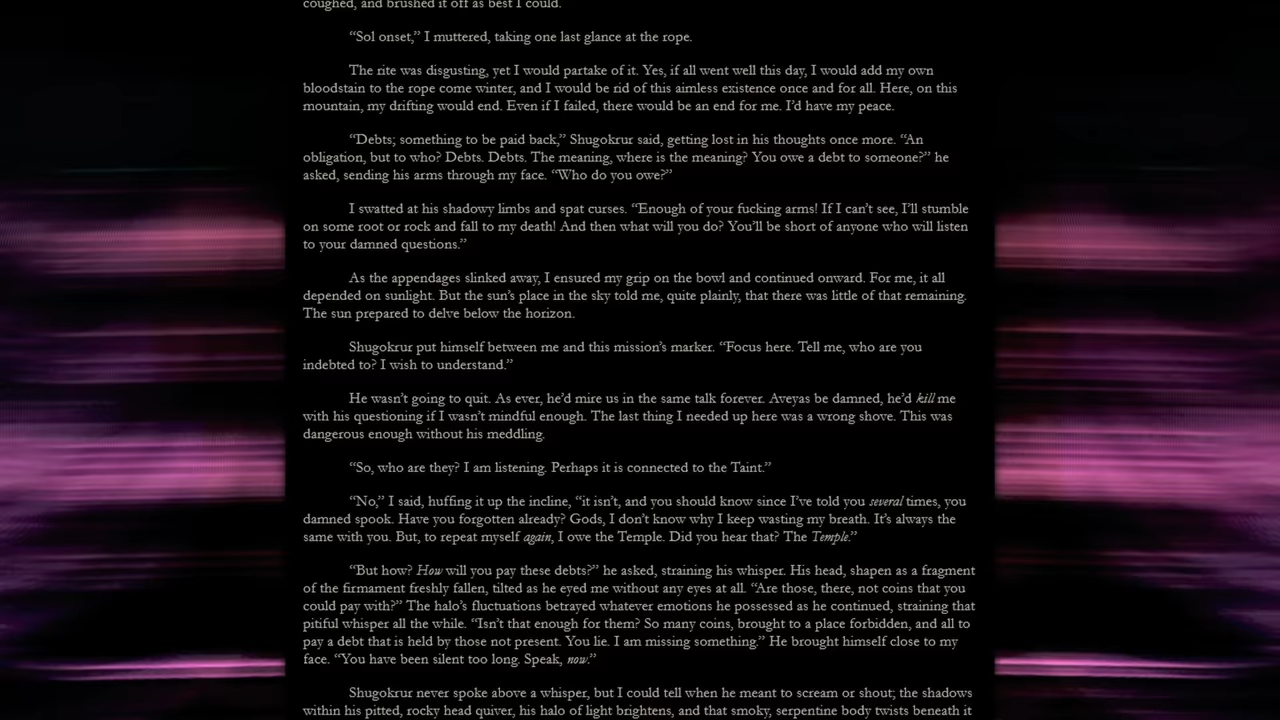 coughed, and brushed it off as best I could.
“Sol onset,” I muttered, taking one last glance at the rope.
The rite was disgusting, yet I would partake of it. Yes, if all went well this day, I would add my own
bloodstain to the rope come winter, and I would be rid of this aimless existence once and for all. Here, on this
mountain, my drifting would end. Even if I failed, there would be an end for me. I’d have my peace.
“Debts; something to be paid back,” Shugokrur said, getting lost in his thoughts once more. “An
obligation, but to who? Debts. Debts. The meaning, where is the meaning? You owe a debt to someone?” he
asked, sending his arms through my face. “Who do you owe?”
I swatted at his shadowy limbs and spat curses. “Enough of your fucking arms! If I can’t see, I’ll stumble
on some root or rock and fall to my death! And then what will you do? You’ll be short of anyone who will listen
to your damned questions.”
As the appendages slinked away, I ensured my grip on the bowl and continued onward. For me, it all
depended on sunlight. But the sun’s place in the sky told me, quite plainly, that there was little of that remaining.
The sun prepared to delve below the horizon.
Shugokrur put himself between me and this mission’s marker. “Focus here. Tell me, who are you
indebted to? I wish to understand.”
He wasn’t going to quit. As ever, he’d mire us in the same talk forever. Aveyas be damned, he’d kill me
with his questioning if I wasn’t mindful enough. The last thing I needed up here was a wrong shove. This was
dangerous enough without his meddling.
“So, who are they? I am listening. Perhaps it is connected to the Taint.”
“No,” I said, huffing it up the incline, “it isn’t, and you should know since I’ve told you several times, you
damned spook. Have you forgotten already? Gods, I don’t know why I keep wasting my breath. It’s always the
same with you. But, to repeat myself again, I owe the Temple. Did you hear that? The Temple.”
“But how? How will you pay these debts?” he asked, straining his whisper. His head, shapen as a fragment
of the firmament freshly fallen, tilted as he eyed me without any eyes at all. “Are those, there, not coins that you
could pay with?” The halo’s fluctuations betrayed whatever emotions he possessed as he continued, straining that
pitiful whisper all the while. “Isn’t that enough for them? So many coins, brought to a place forbidden, and all to
pay a debt that is held by those not present. You lie. I am missing something.” He brought himself close to my
face. “You have been silent too long. Speak, now.”
Shugokrur never spoke above a whisper, but I could tell when he meant to scream or shout; the shadows
within his pitted, rocky head quiver, his halo of light brightens, and that smoky, serpentine body twists beneath it